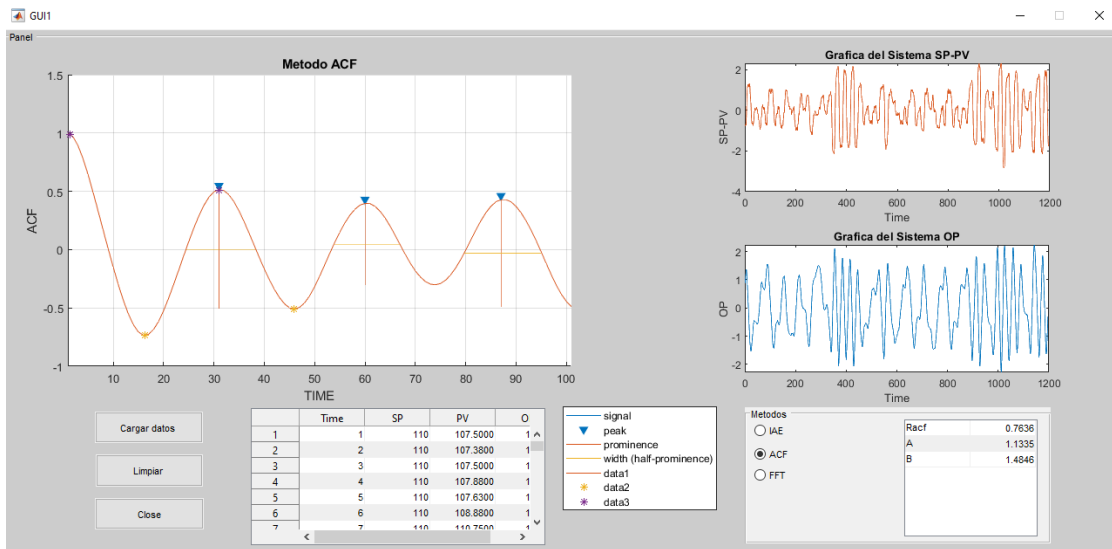 GUI1
Panel
Metodo ACF
1.5
1
0.5
0
-0.5
-1
ACF
10 20 30 40 50 60 70 80 90 100
TIME
Grafica del Sistema SP-PV
2
0
-2
-4
SP-PV
0 200 400 600 800 1000 1200
Time
Grafica del Sistema OP
2
1
0
-1
-2
OP
0 200 400 600 800 1000 1200
Time
Cargar datos
Limpiar
Close
Time SP PV O
1 1 110 107.5000 1
2 2 110 107.3800 1
3 3 110 107.5000 1
4 4 110 107.8800 1
5 5 110 107.6300 1
6 6 110 108.8800 1
7 7 110 110.7500 1
signal
peak
prominence
width (half-prominence)
data1
data2
data3
Metodos
IAE
ACF
FFT
Racf 0.7636
A 1.1335
B 1.4846